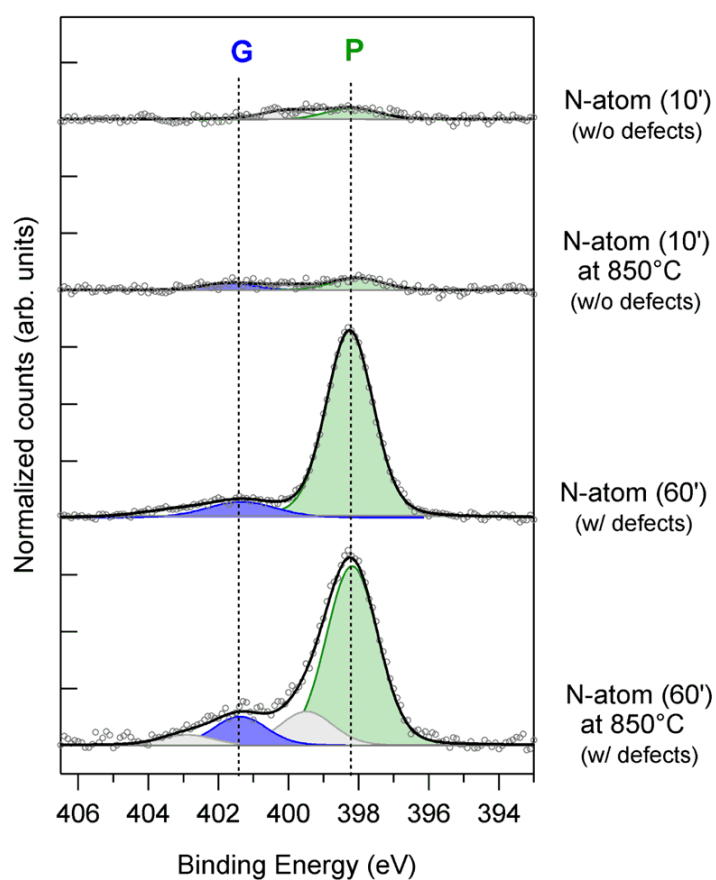 G P
N-atom (10')
(w/o defects)
N-atom (10')
at 850°C
(w/o defects)
N-atom (60')
(w/ defects)
N-atom (60')
at 850°C
(w/ defects)
Normalized counts (arb. units)
406 404 402 400 398 396 394
Binding Energy (eV)